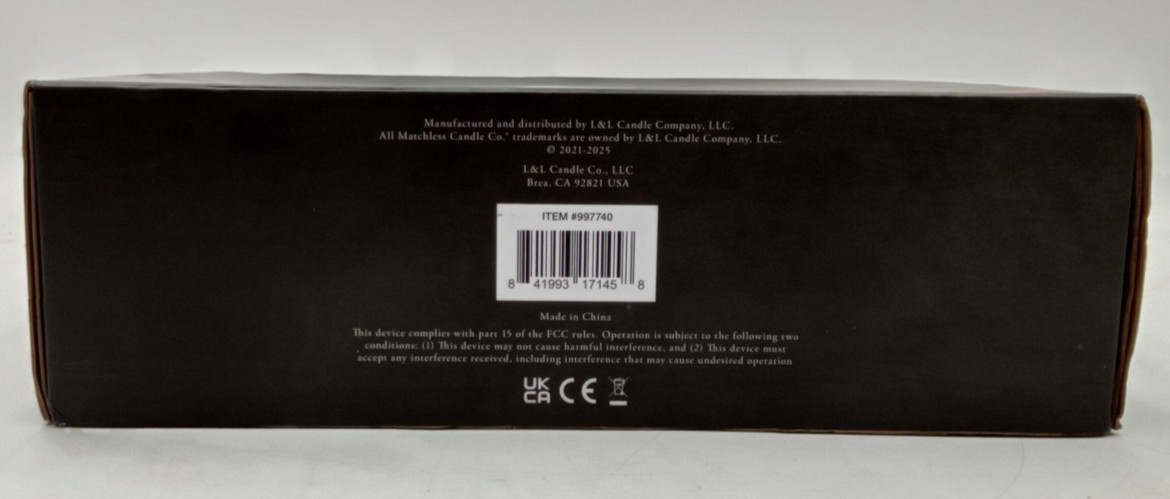 Manufactured and distributed by L&L Candle Company, LLC.
All Matchless Candle Co.™ trademarks are owned by L&L Candle Company, LLC.
© 2021-2025
L&L Candle Co., LLC
Brea, CA 92821 USA
ITEM #997740
8 41993 17145 8
Made in China
This device complies with part 15 of the FCC rules. Operation is subject to the following two
conditions: (1) This device may not cause harmful interference, and (2) This device must
accept any interference received, including interference that may cause undesired operation
UK
CA CE